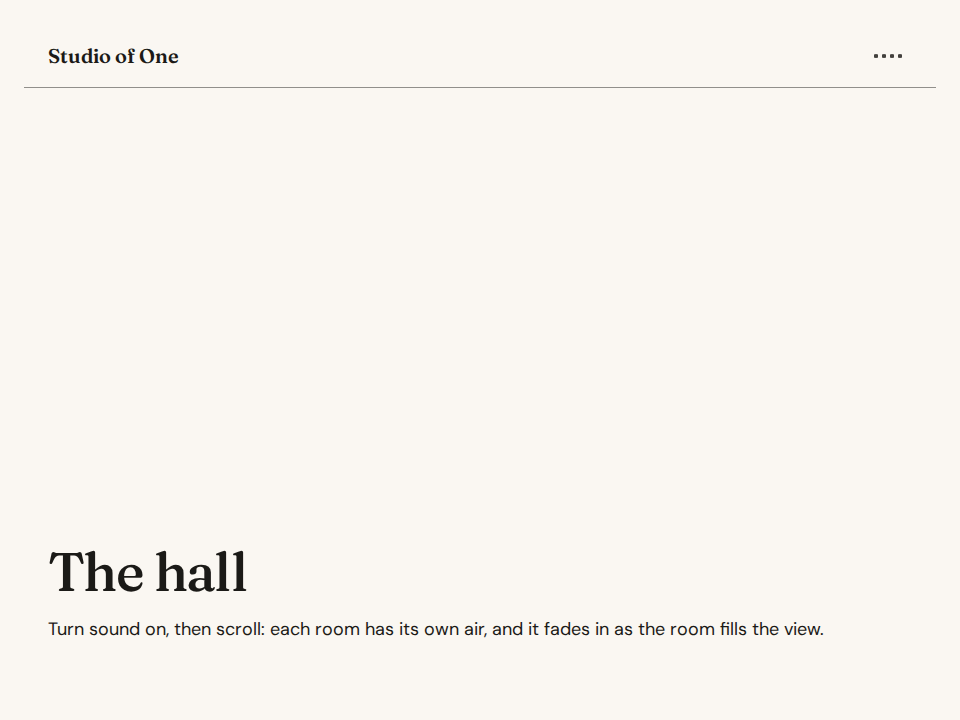 Studio of One
The hall
Turn sound on, then scroll: each room has its own air, and it fades in as the room fills the view.